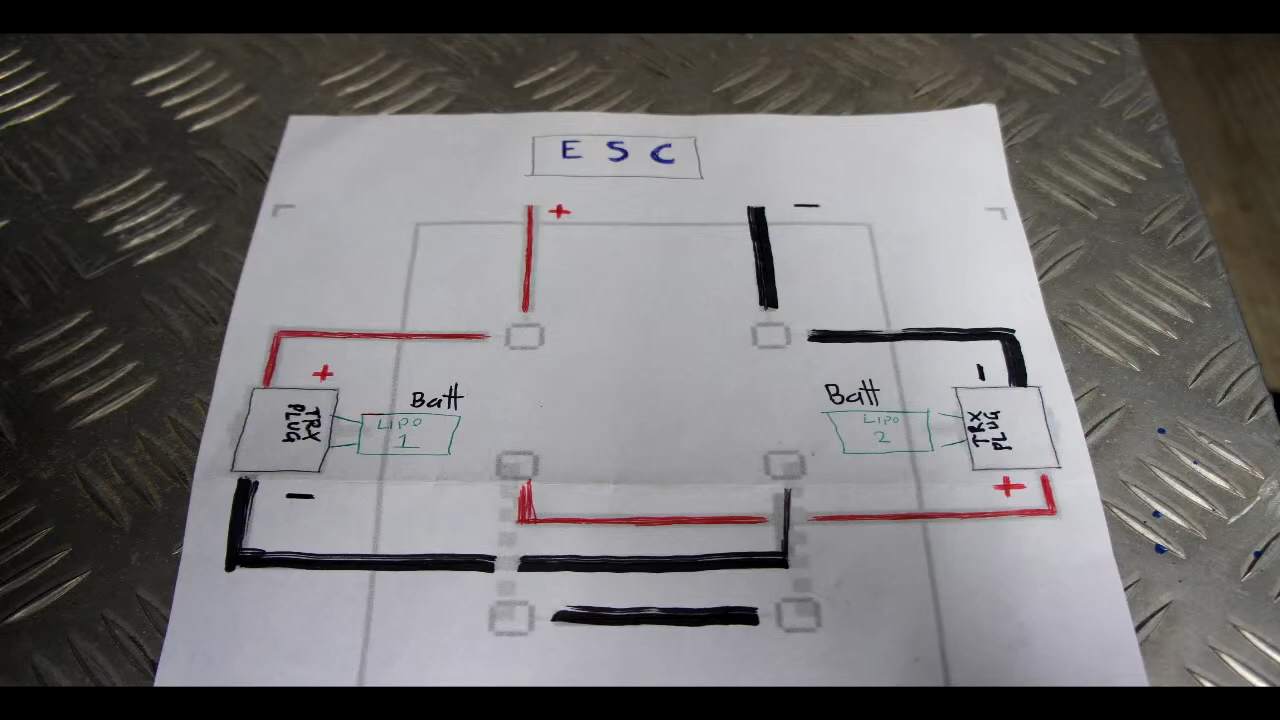 ESC
+ -
+ -
Batt
Batt
TRX
PLUG
LIPO
1
LIPO
2
TRX
PLUG
- +